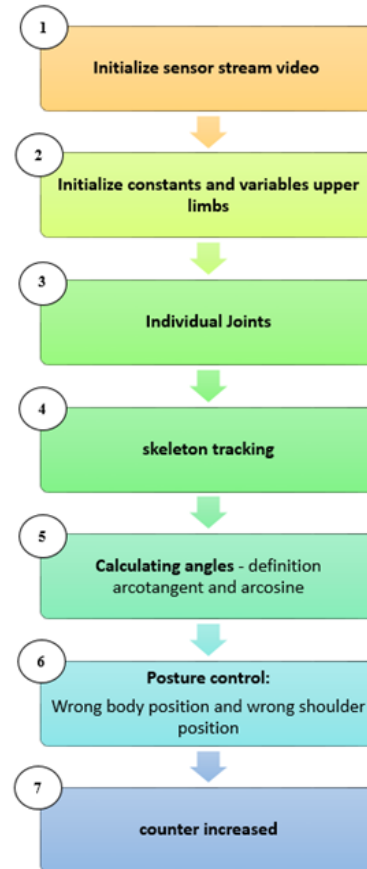 1
Initialize sensor stream video
2
Initialize constants and variables upper
limbs
3
Individual Joints
4
skeleton tracking
5
Calculating angles - definition
arcotangent and arcosine
6
Posture control:
Wrong body position and wrong shoulder
position
7
counter increased